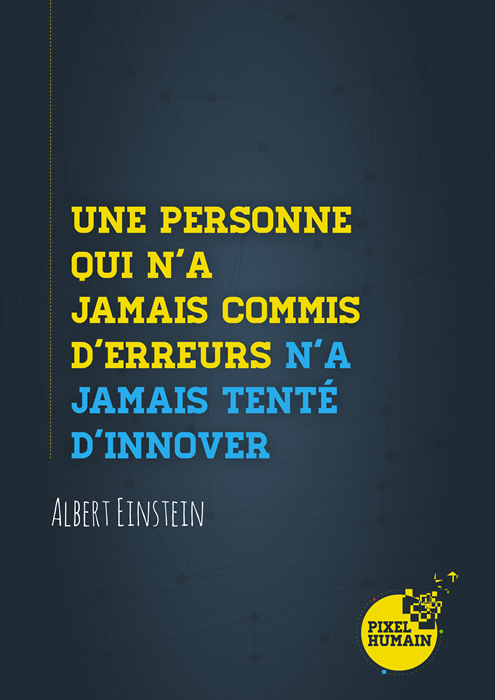 UNE PERSONNE
QUI N'A
JAMAIS COMMIS
D'ERREURS N'A
JAMAIS TENTÉ
D'INNOVER
ALBERT EINSTEIN
PIXEL
HUMAIN